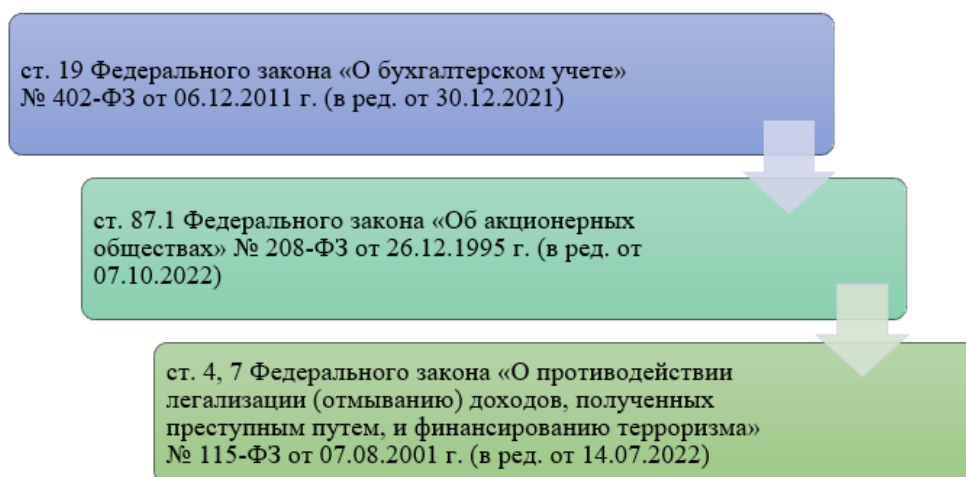 ст. 19 Федерального закона «О бухгалтерском учете»
№ 402-ФЗ от 06.12.2011 г. (в ред. от 30.12.2021)
ст. 87.1 Федерального закона «Об акционерных
обществах» № 208-ФЗ от 26.12.1995 г. (в ред. от
07.10.2022)
ст. 4, 7 Федерального закона «О противодействии
легализации (отмыванию) доходов, полученных
преступным путем, и финансированию терроризма»
№ 115-ФЗ от 07.08.2001 г. (в ред. от 14.07.2022)